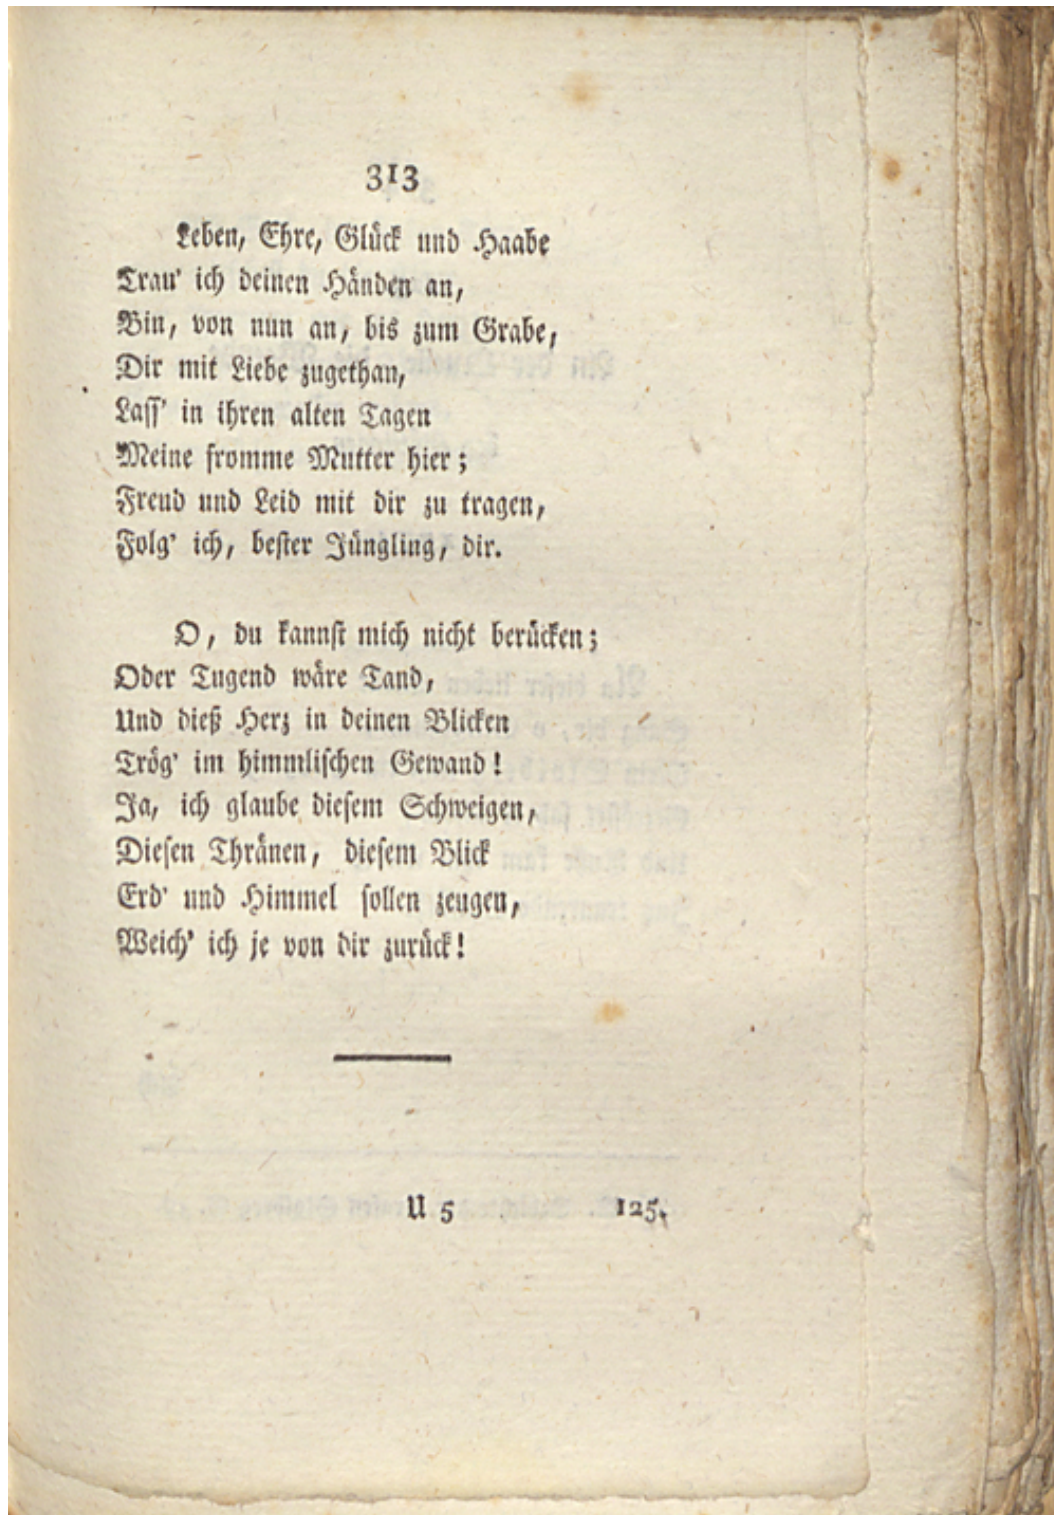 313
Leben, Ehre, Glück und Haabe
Trau' ich deinen Händen an,
Bin, von nun an, bis zum Grabe,
Dir mit Liebe zugethan,
Lass' in ihren alten Tagen
Meine fromme Mutter hier;
Freud und Leid mit dir zu tragen,
Folg' ich, bester Jüngling, dir.
O, du kannst mich nicht berücken;
Oder Tugend wäre Tand,
Und dieß Herz in deinen Blicken
Trög' im himmlischen Gewand!
Ja, ich glaube diesem Schweigen,
Diesen Thränen, diesem Blick
Erd' und Himmel sollen zeugen,
Weich' ich je von dir zurück!
U 5 125.